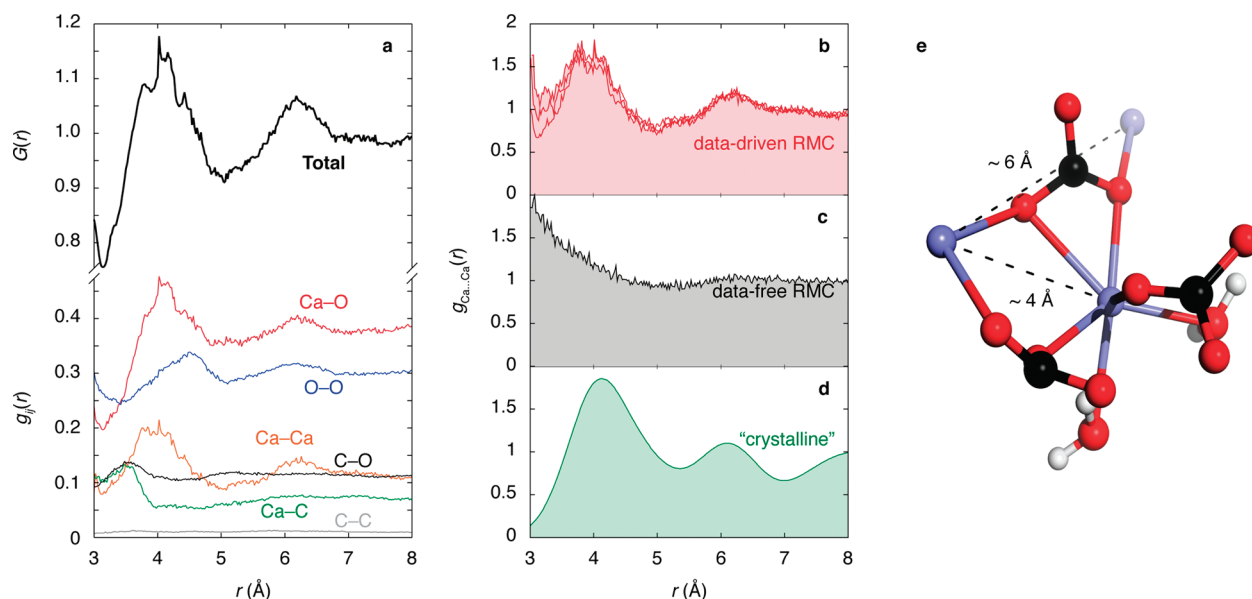 a
1.2
1.1
1.0
0.9
0.8
G(r)
Total
0.4
0.3
0.2
0.1
0
gij(r)
Ca–O
O–O
Ca–Ca
C–O
Ca–C
C–C
3 4 5 6 7 8
r (Å)
b
2
1.5
1
0.5
0
data-driven RMC
c
1.5
1
0.5
0
data-free RMC
gCa...Ca(r)
d
1.5
1
0.5
0
"crystalline"
3 4 5 6 7 8
r (Å)
e
~ 6 Å
~ 4 Å